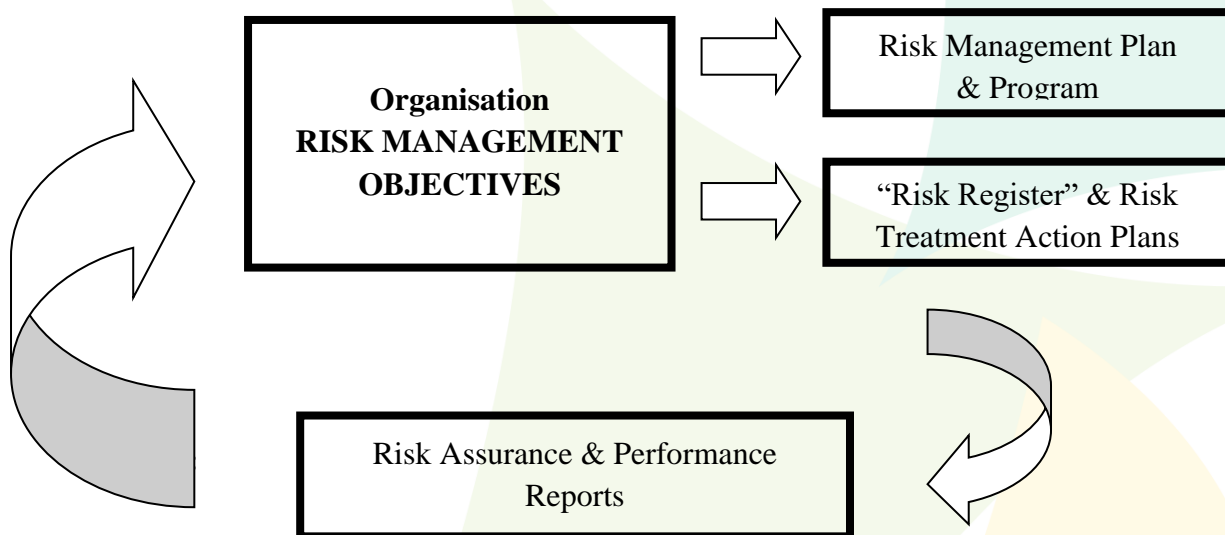 Organisation
RISK MANAGEMENT
OBJECTIVES
Risk Management Plan
& Program
“Risk Register” & Risk
Treatment Action Plans
Risk Assurance & Performance
Reports